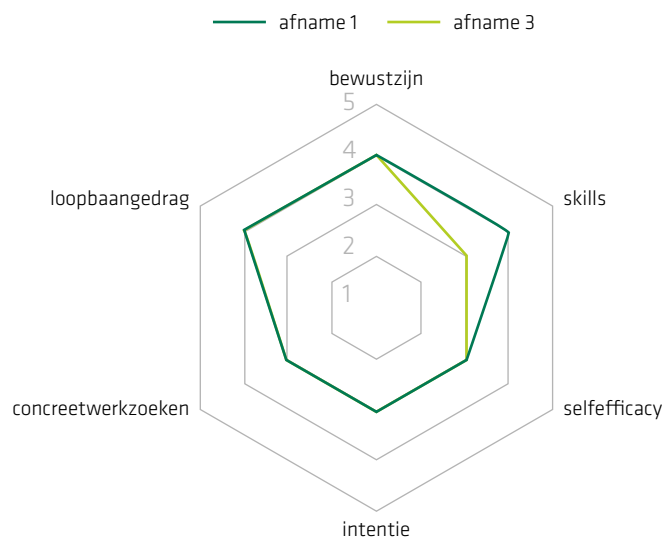 afname 1 afname 3
bewustzijn
5
4
3
2
1
loopbaangedrag
skills
concreetwerkzoeken
selfefficacy
intentie